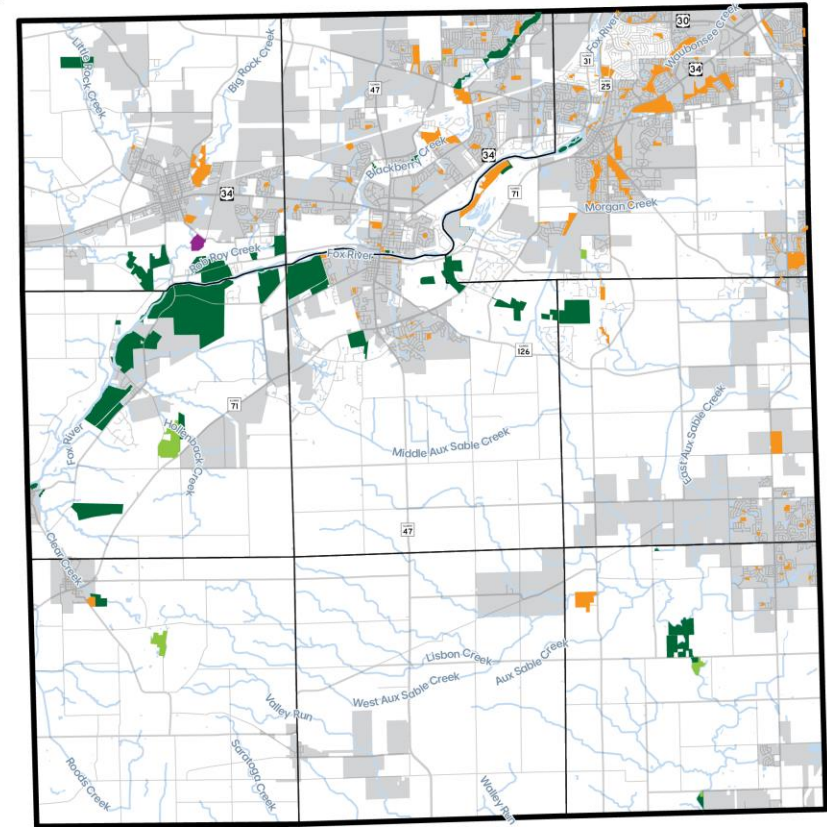 30
Fox River
Waubonsee Creek
Little Rock Creek
Big Rock Creek
31
34
25
47
Blackberry Creek
34
34
71
Morgan Creek
Rob Roy Creek
Fox River
126
71
Hollenback Creek
Fox River
Middle Aux Sable Creek
East Aux Sable Creek
47
Clear Creek
Lisbon Creek
Aux Sable Creek
West Aux Sable Creek
Valley Run
Roods Creek
Saratoga Creek
Walley Run